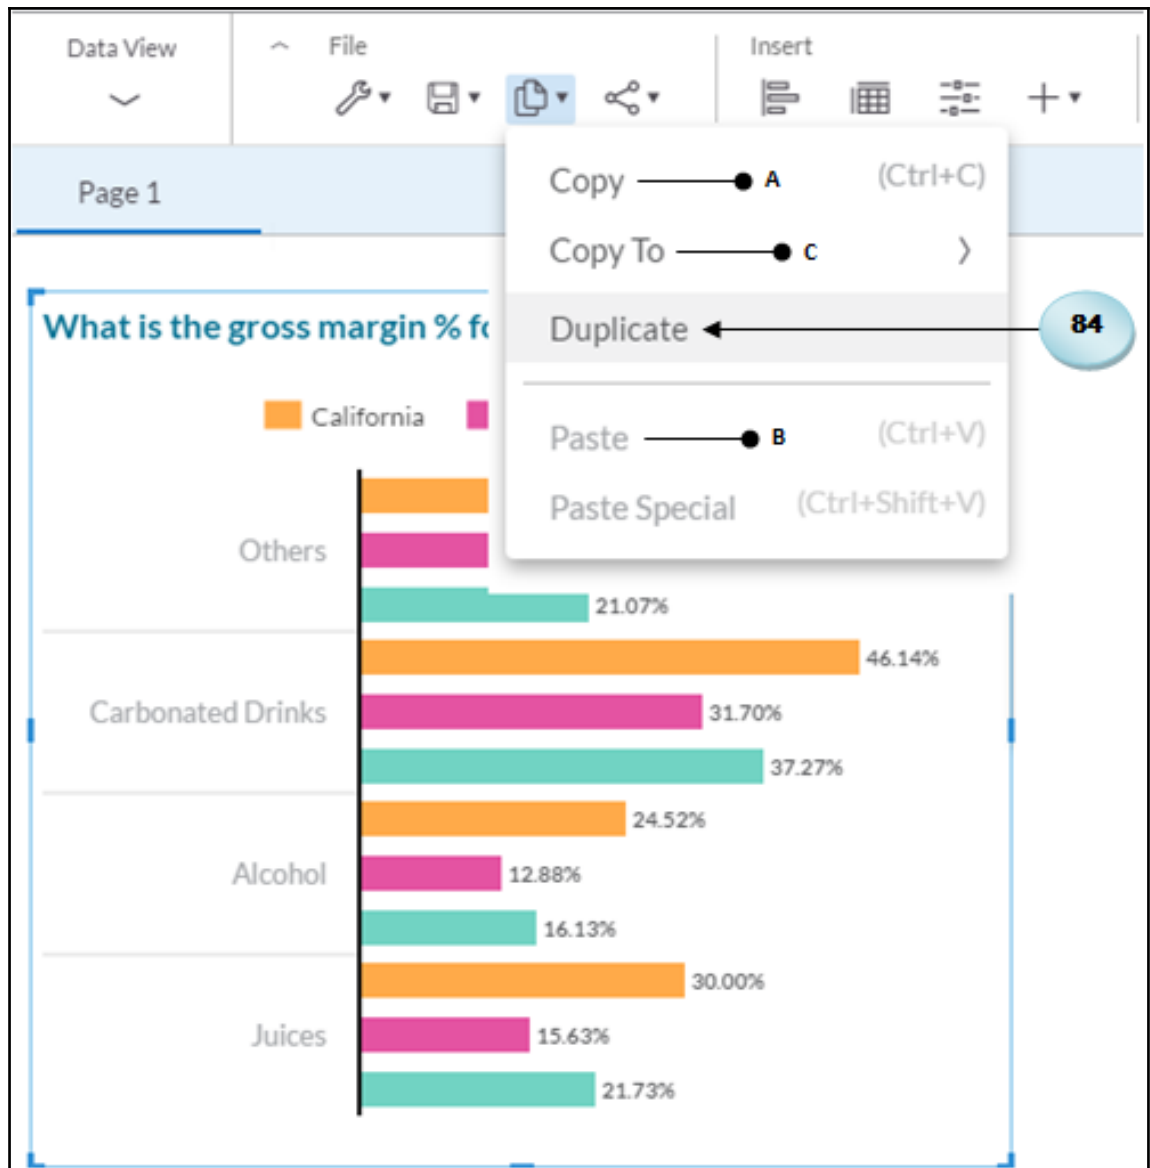 Data View
File
Insert
Page 1
Copy
A
(Ctrl+C)
Copy To
C
Duplicate
84
Paste
B
(Ctrl+V)
Paste Special
(Ctrl+Shift+V)
What is the gross margin %
California
Others
21.07%
46.14%
Carbonated Drinks
31.70%
37.27%
24.52%
Alcohol
12.88%
16.13%
30.00%
Juices
15.63%
21.73%